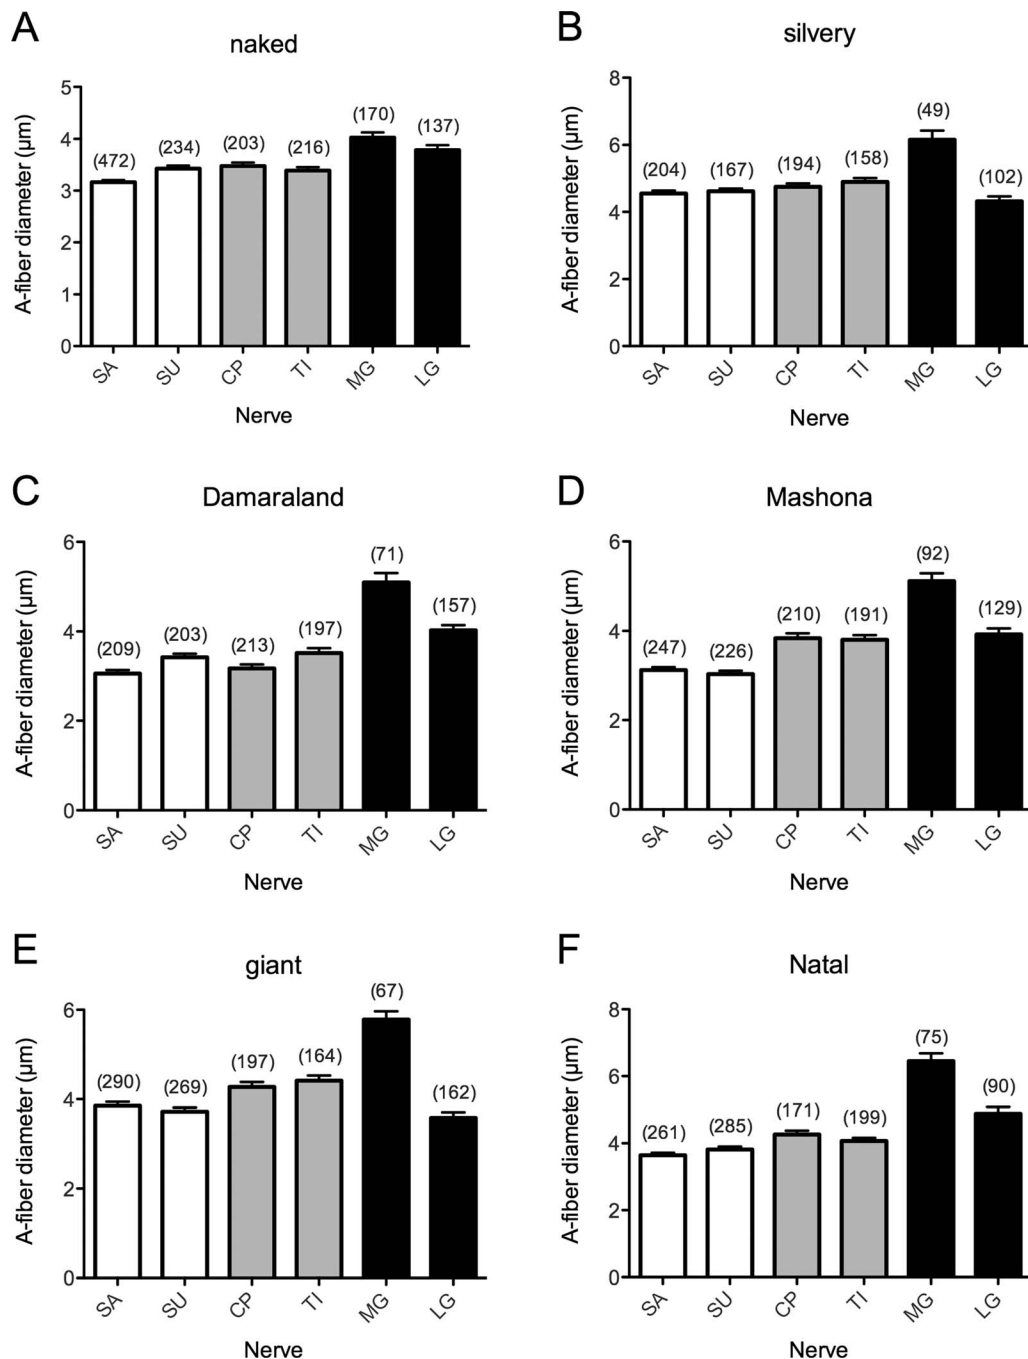 A
naked
A-fiber diameter (µm)
5
4
3
2
1
0
(472)
(234)
(203)
(216)
(170)
(137)
SA
SU
CP
TI
MG
LG
Nerve
B
silvery
A-fiber diameter (µm)
8
6
4
2
0
(204)
(167)
(194)
(158)
(49)
(102)
SA
SU
CP
TI
MG
LG
Nerve
C
Damaraland
A-fiber diameter (µm)
6
4
2
0
(209)
(203)
(213)
(197)
(71)
(157)
SA
SU
CP
TI
MG
LG
Nerve
D
Mashona
A-fiber diameter (µm)
6
4
2
0
(247)
(226)
(210)
(191)
(92)
(129)
SA
SU
CP
TI
MG
LG
Nerve
E
giant
A-fiber diameter (µm)
6
4
2
0
(290)
(269)
(197)
(164)
(67)
(162)
SA
SU
CP
TI
MG
LG
Nerve
F
Natal
A-fiber diameter (µm)
8
6
4
2
0
(261)
(285)
(171)
(199)
(75)
(90)
SA
SU
CP
TI
MG
LG
Nerve